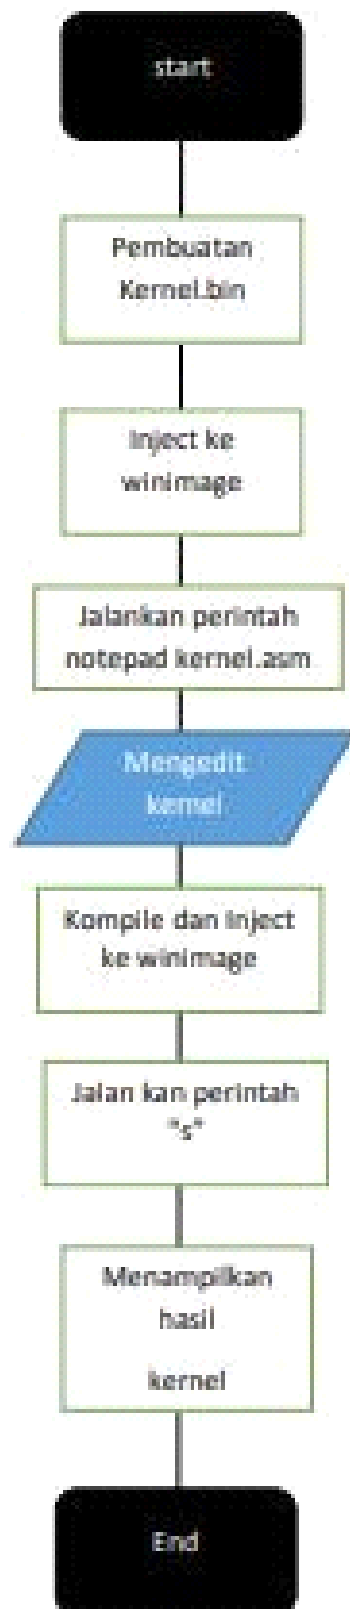 start
Pembuatan
Kernel.bin
Inject ke
winimage
Jalankan perintah
notepad kernel.asm
Mengedit
kernel
Kompile dan Inject
ke winimage
Jalan kan perintah
"s"
Menampilkan
hasil
kernel
End